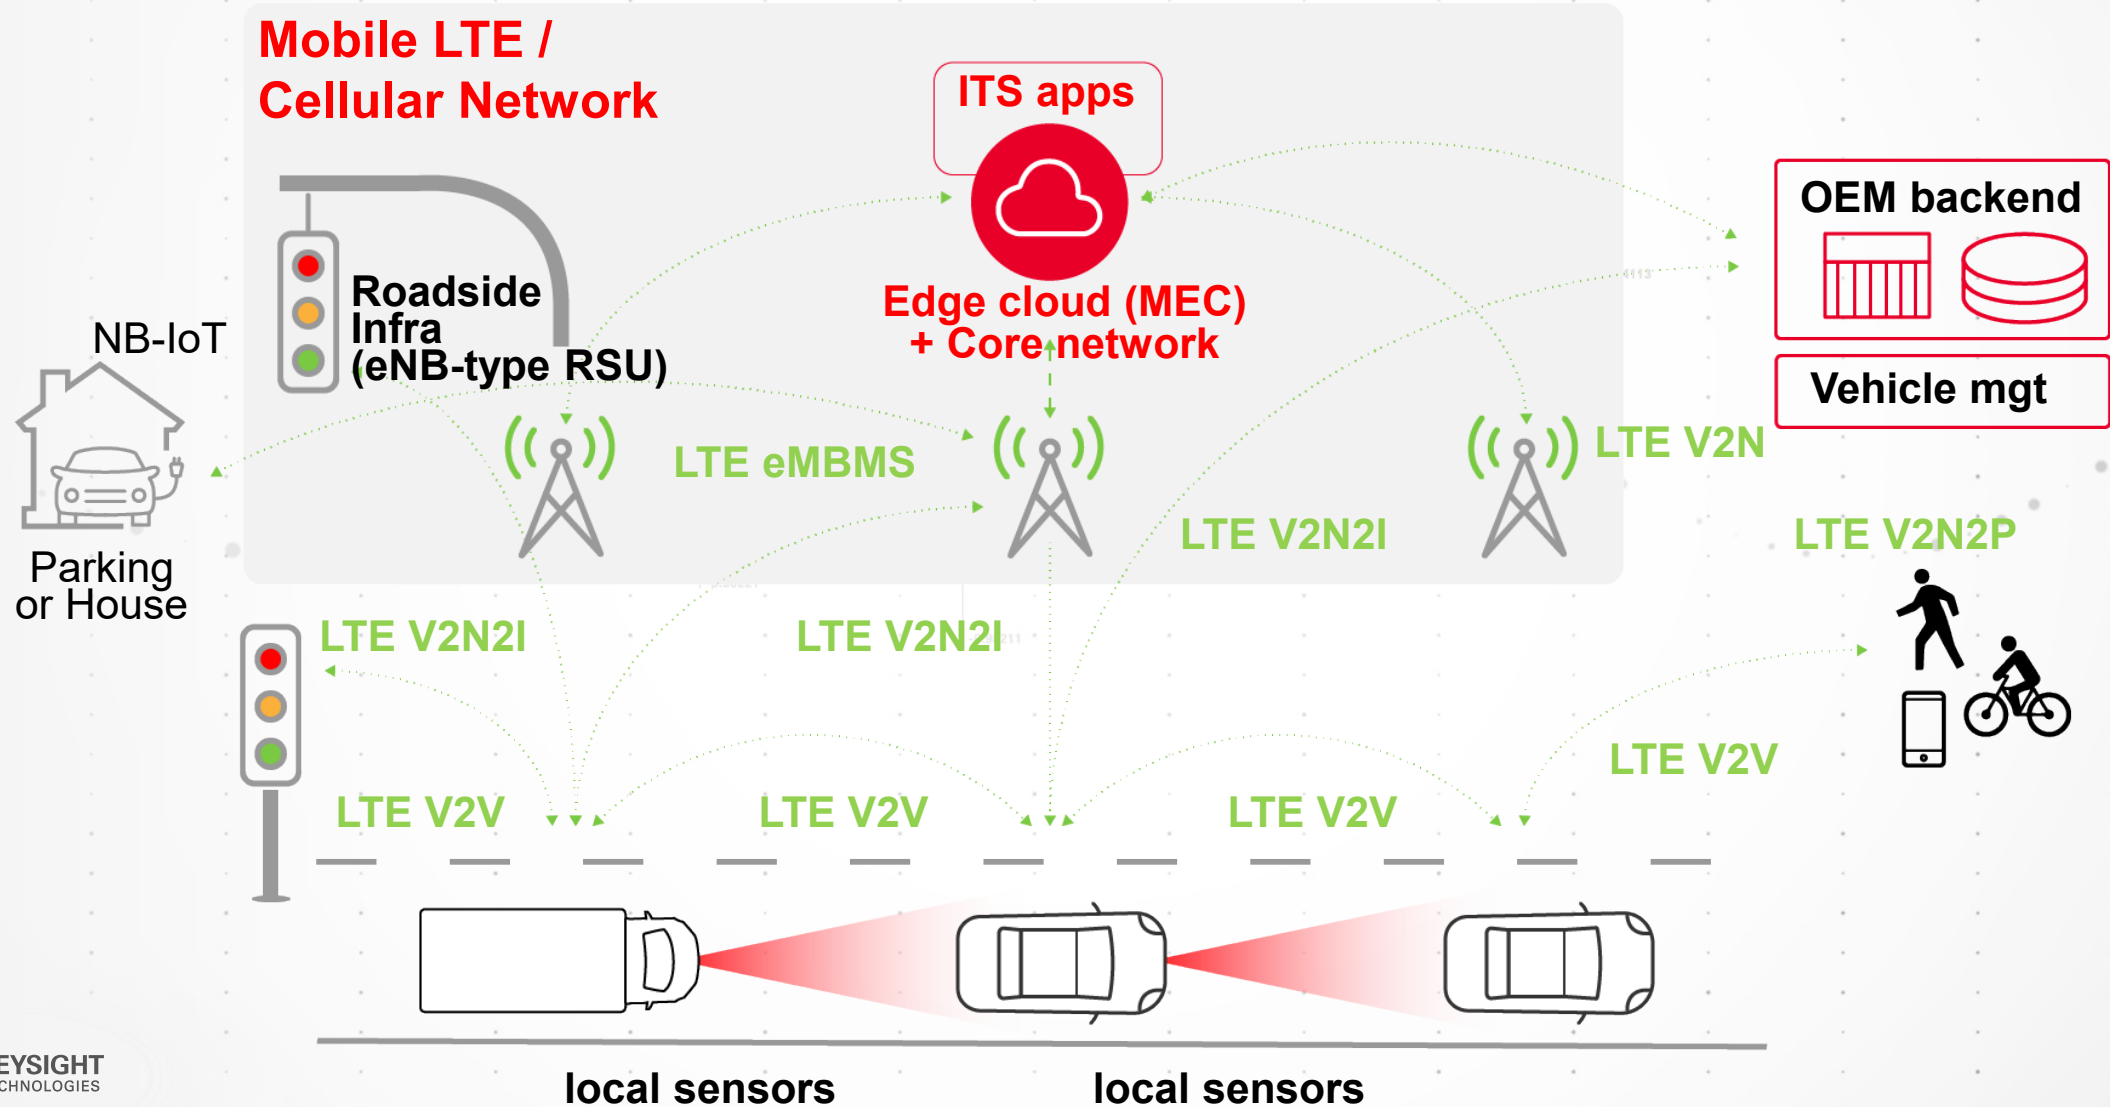 Mobile LTE /
Cellular Network
ITS apps
OEM backend
Roadside
Infra
(eNB-type RSU)
Edge cloud (MEC)
+ Core network
NB-IoT
Vehicle mgt
LTE eMBMS
LTE V2N
LTE V2N2I
LTE V2N2P
Parking
or House
LTE V2N2I
LTE V2N2I
LTE V2V
LTE V2V
LTE V2V
LTE V2V
EYSIGHT
CHNOLOGIES
local sensors
local sensors